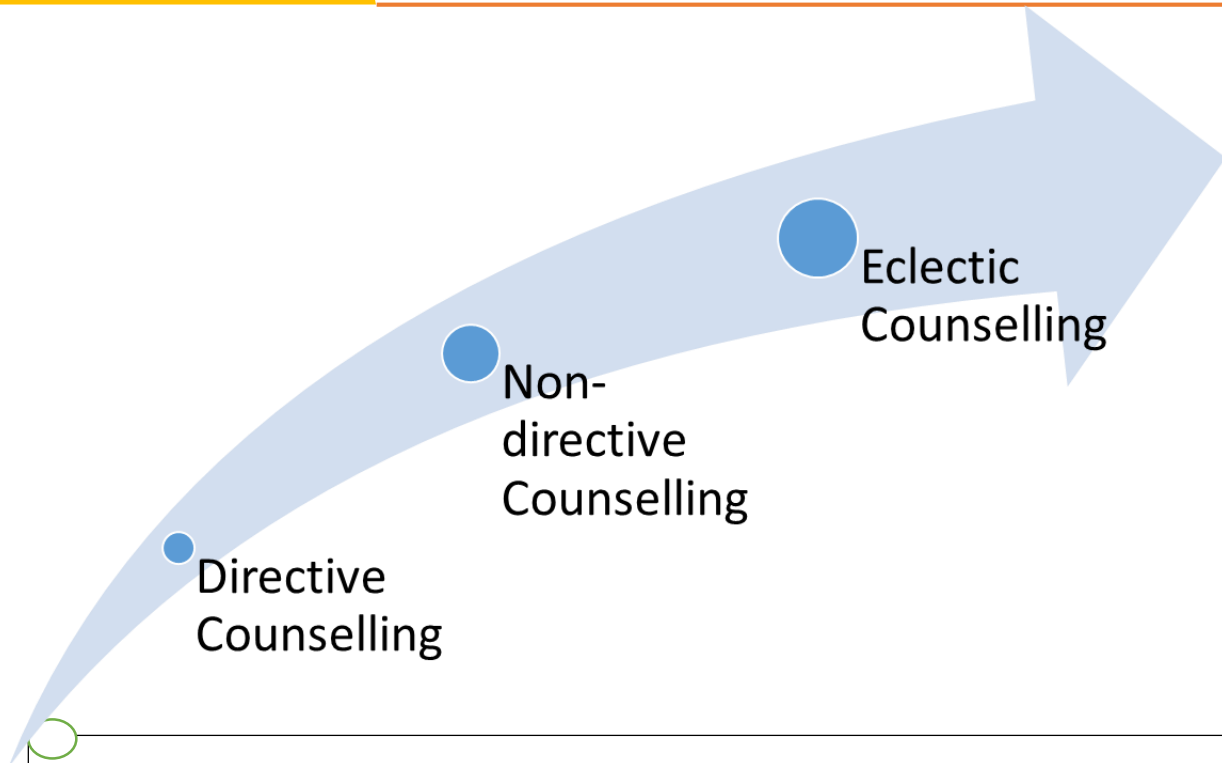 Eclectic
Counselling
Non-
directive
Counselling
Directive
Counselling